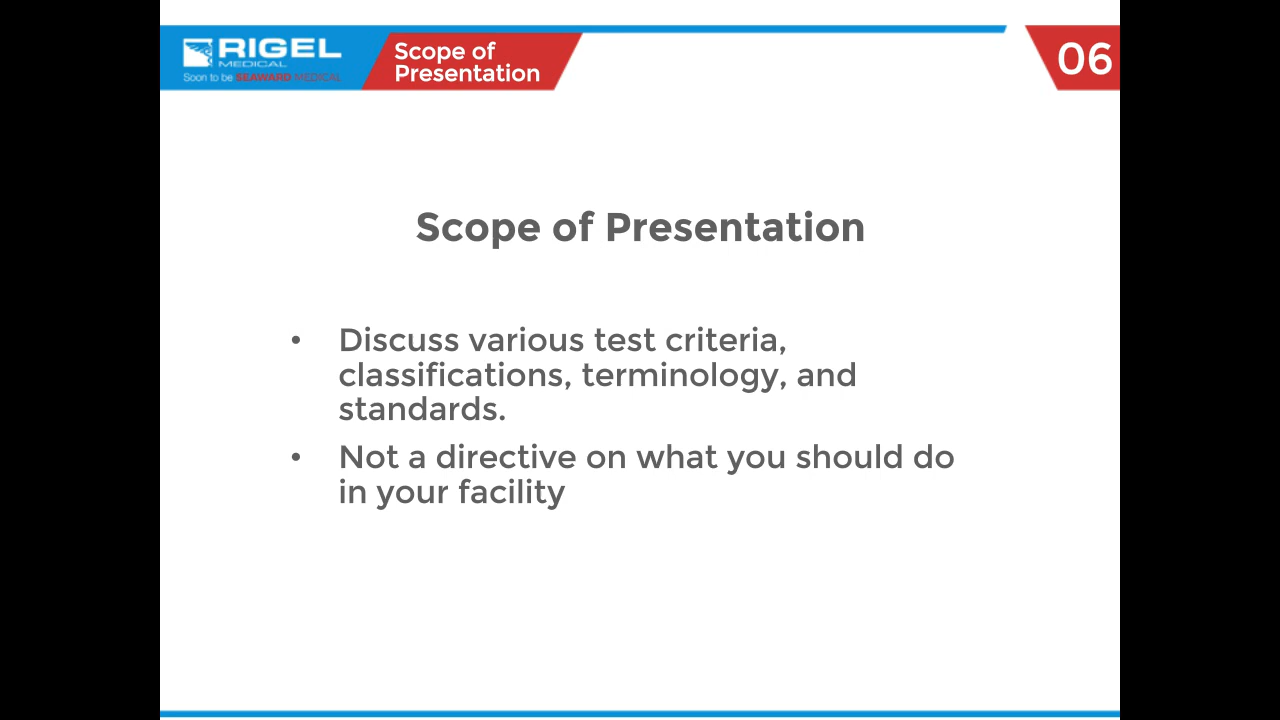 RIGEL
MEDICAL
Soon to be SEAWARD MEDICAL
Scope of
Presentation
06
Scope of Presentation
• Discuss various test criteria,
classifications, terminology, and
standards.
• Not a directive on what you should do
in your facility